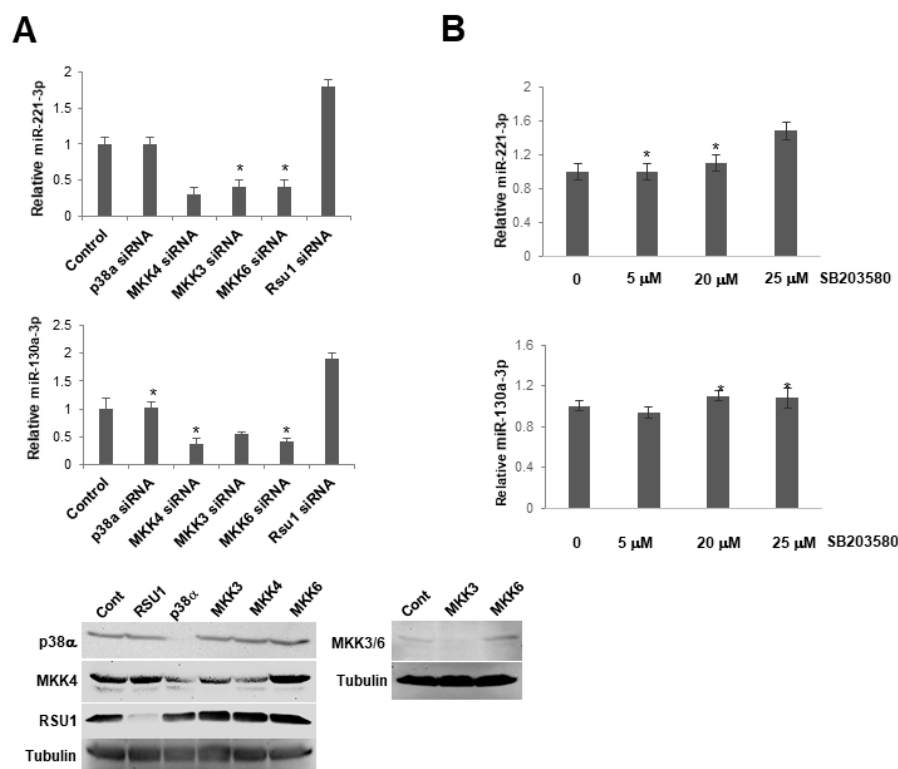 A
B
Relative miR-221-3p
2
1.5
1
0.5
0
*
*
Control
p38a siRNA
MKK4 siRNA
MKK3 siRNA
MKK6 siRNA
Rsu1 siRNA
Relative miR-221-3p
2
1.6
1.2
0.8
0.4
0
*
*
0
5 µM
20 µM
25 µM
SB203580
Relative miR-130a-3p
2.5
2
1.5
1
0.5
0
*
*
*
Control
p38a siRNA
MKK4 siRNA
MKK3 siRNA
MKK6 siRNA
Rsu1 siRNA
Relative miR-130a-3p
1.6
1.2
0.8
0.4
0
*
*
0
5 µM
20 µM
25 µM
SB203580
Cont
RSU1
p38α
MKK3
MKK4
MKK6
p38α
MKK4
RSU1
Tubulin
Cont
MKK3
MKK6
MKK3/6
Tubulin